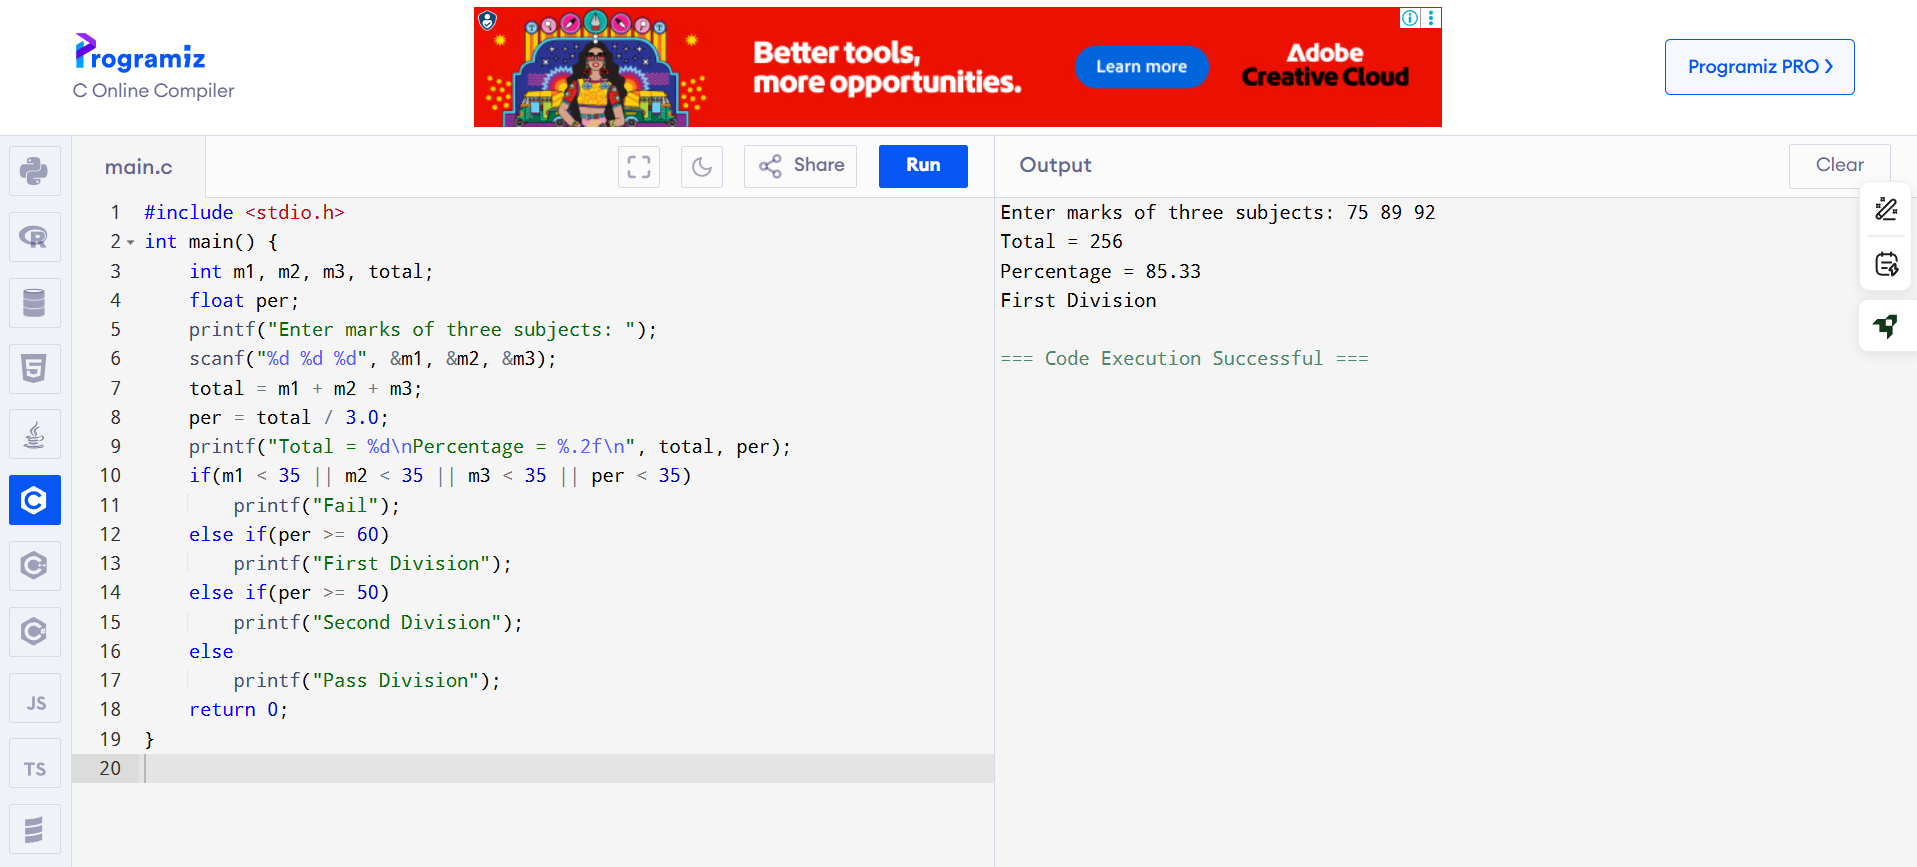 Programiz
C Online Compiler
Better tools,
more opportunities.
Learn more
Adobe
Creative Cloud
Programiz PRO
main.c
Share
Run
Output
Clear
1 #include <stdio.h>
2 int main() {
3     int m1, m2, m3, total;
4     float per;
5     printf("Enter marks of three subjects: ");
6     scanf("%d %d %d", &m1, &m2, &m3);
7     total = m1 + m2 + m3;
8     per = total / 3.0;
9     printf("Total = %d\nPercentage = %.2f\n", total, per);
10     if(m1 < 35 || m2 < 35 || m3 < 35 || per < 35)
11         printf("Fail");
12     else if(per >= 60)
13         printf("First Division");
14     else if(per >= 50)
15         printf("Second Division");
16     else
17         printf("Pass Division");
18     return 0;
19 }
20
Enter marks of three subjects: 75 89 92
Total = 256
Percentage = 85.33
First Division
=== Code Execution Successful ===
R
5
C
C
C#
JS
TS